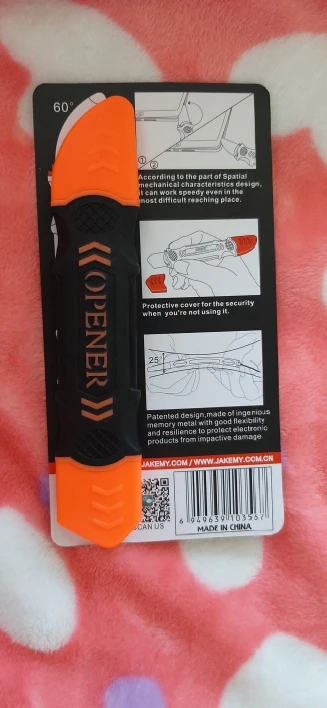 60°
① ②
According to the part of Spatial
mechanical characteristics design,
it can work speedy even in the
most difficult reaching place.
OPENER
Protective cover for the security
when you're not using it.
25
Patented design,made of ingenious
memory metal with good flexibility
and resilience to protect electronic
products from impactive damage
JAKEMY.COM / WWW.JAKEMY.COM.CN
SCAN US
6 949639 103557
MADE IN CHINA